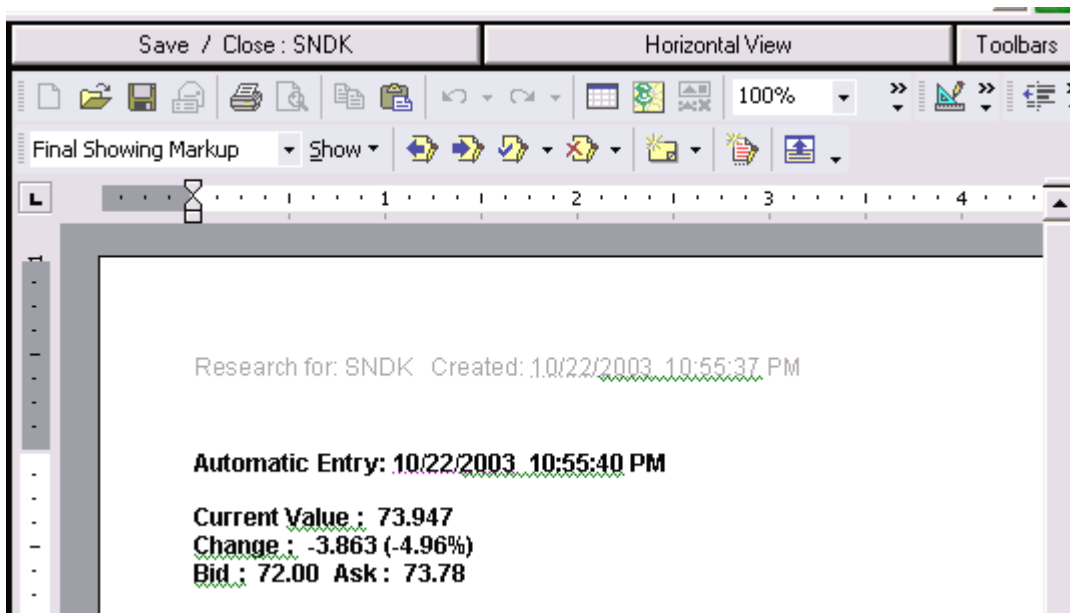 Save / Close : SNDK Horizontal View Toolbars
100%
Final Showing Markup Show
L 1 2 3 4
1
Research for: SNDK Created: 10/22/2003 10:55:37 PM
Automatic Entry: 10/22/2003 10:55:40 PM
Current Value : 73.947
Change : -3.863 (-4.96%)
Bid : 72.00 Ask : 73.78